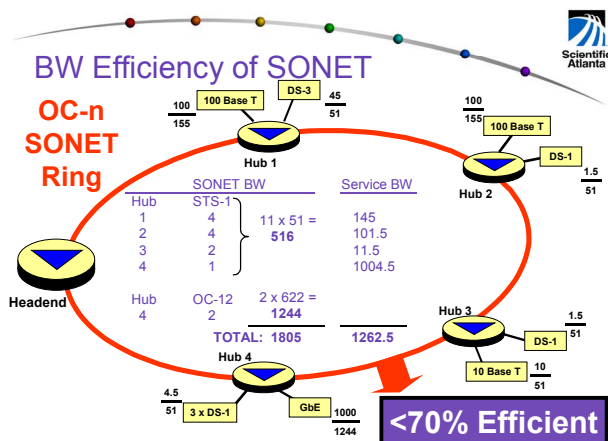 Scientific
Atlanta
BW Efficiency of SONET
OC-n
SONET
Ring
100
155
100 Base T
DS-3
45
51
Hub 1
100
155
100 Base T
DS-1
1.5
51
Hub 2
SONET BW Service BW
Hub STS-1
1 4 145
2 4 101.5
3 2 11.5
4 1 1004.5
11 x 51 =
516
Hub OC-12 2 x 622 =
4 2 1244
TOTAL: 1805 1262.5
Headend
Hub 3
DS-1
1.5
51
10 Base T
10
51
Hub 4
4.5
51
3 x DS-1
GbE
1000
1244
<70% Efficient